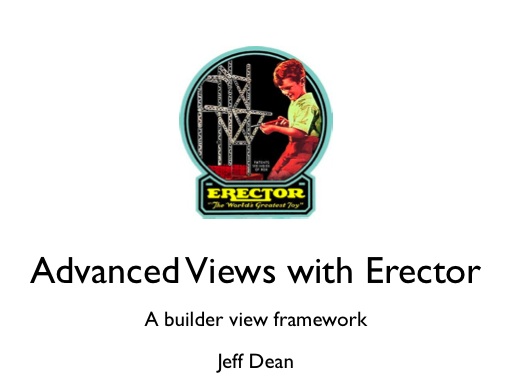 ERECTOR
"The World's Greatest Toy"
Advanced Views with Erector
A builder view framework
Jeff Dean